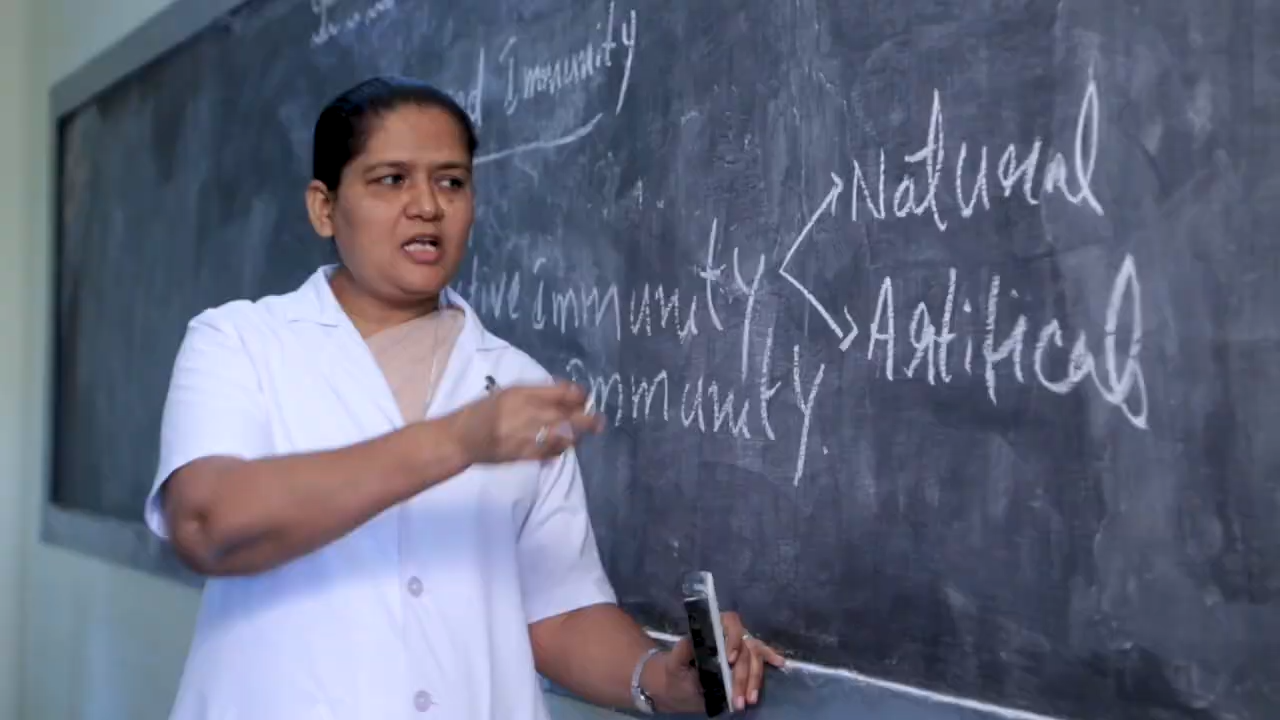 Immunity
Natural
tive immunity
Artifical
Immunity.